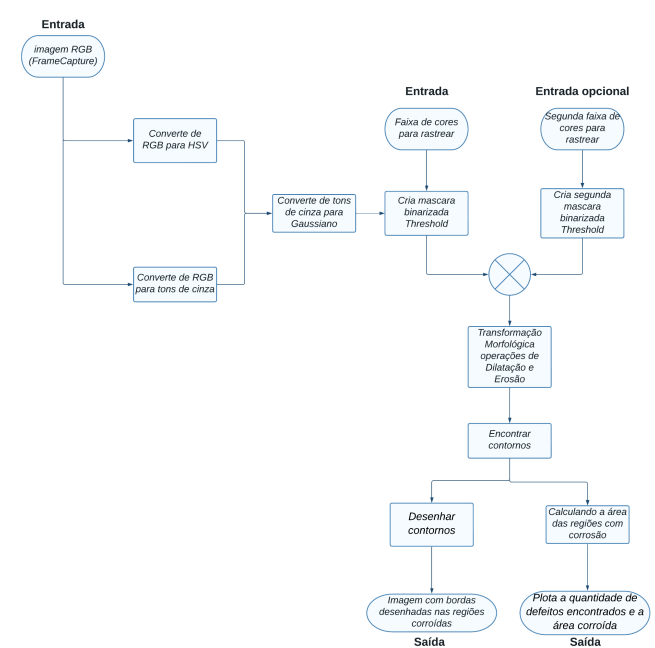 Entrada
imagem RGB
(FrameCapture)
Entrada
Entrada opcional
Faixa de cores
para rastrear
Segunda faixa de
cores para
rastrear
Converte de
RGB para HSV
Converte de tons
de cinza para
Gaussiano
Cria mascara
binarizada
Threshold
Cria segunda
mascara
binarizada
Threshold
Converte de RGB
para tons de cinza
Transformação
Morfológica
operações de
Dilatação e
Erosão
Encontrar
contornos
Desenhar
contornos
Calculando a área
das regiões com
corrosão
Imagem com bordas
desenhadas nas regiões
corroídas
Plota a quantidade de
defeitos encontrados e a
área corroída
Saída
Saída